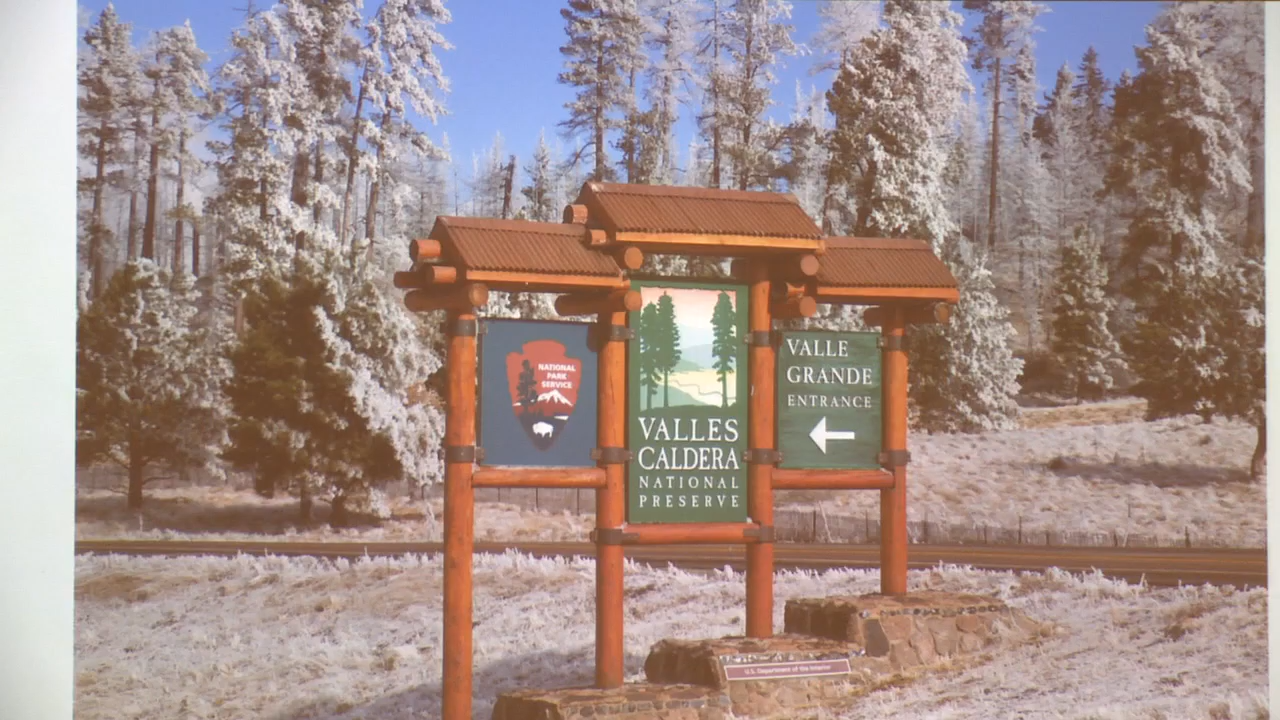 NATIONAL
PARK
SERVICE
VALLES
CALDERA
NATIONAL
PRESERVE
VALLE
GRANDE
ENTRANCE
U.S. Department of the Interior